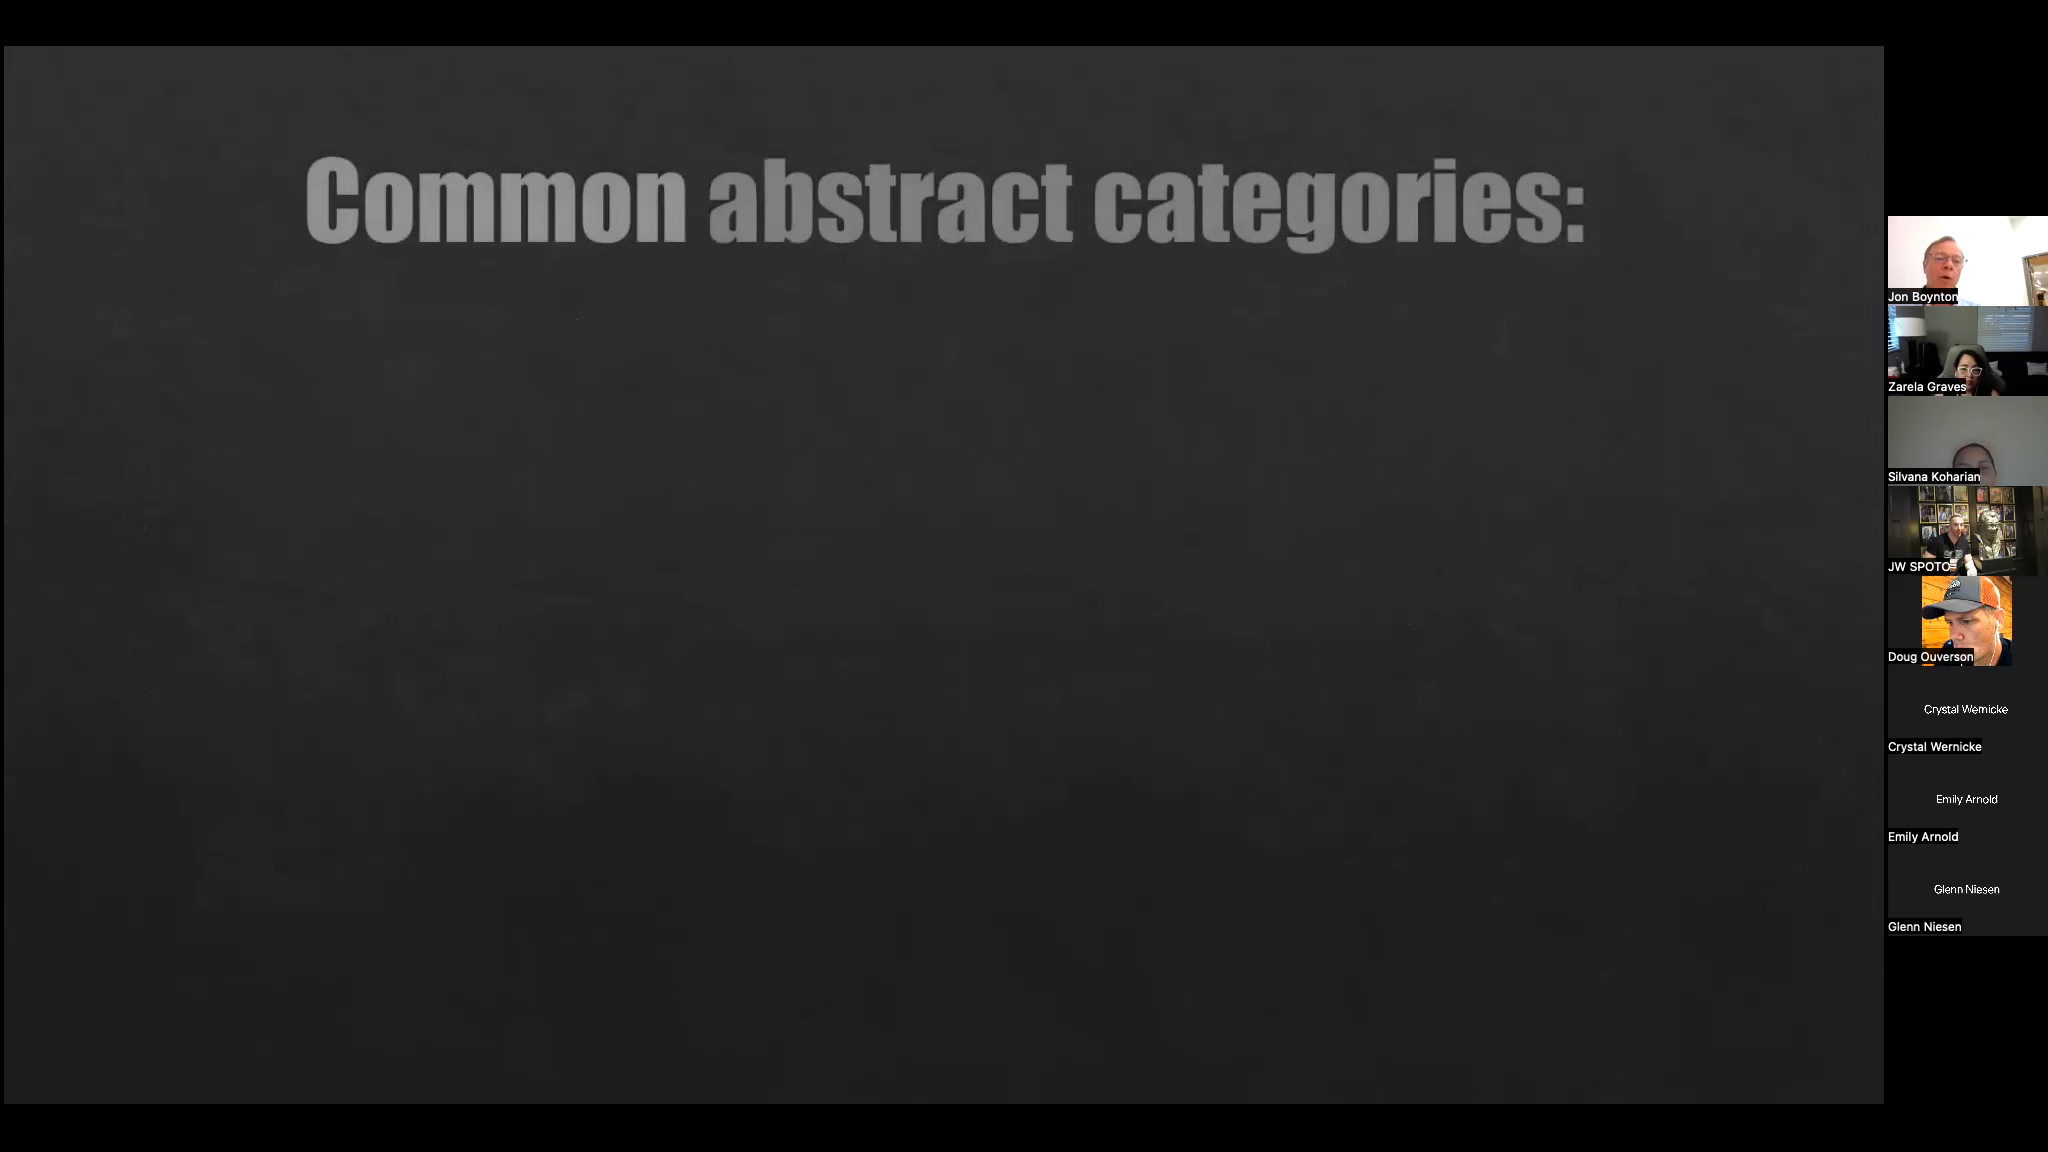 Common abstract categories:
Jon Boynton
Zarela Graves
Silvana Koharian
JW SPOTO
Doug Ouverson
Crystal Wernicke
Crystal Wernicke
Emily Arnold
Emily Arnold
Glenn Niesen
Glenn Niesen